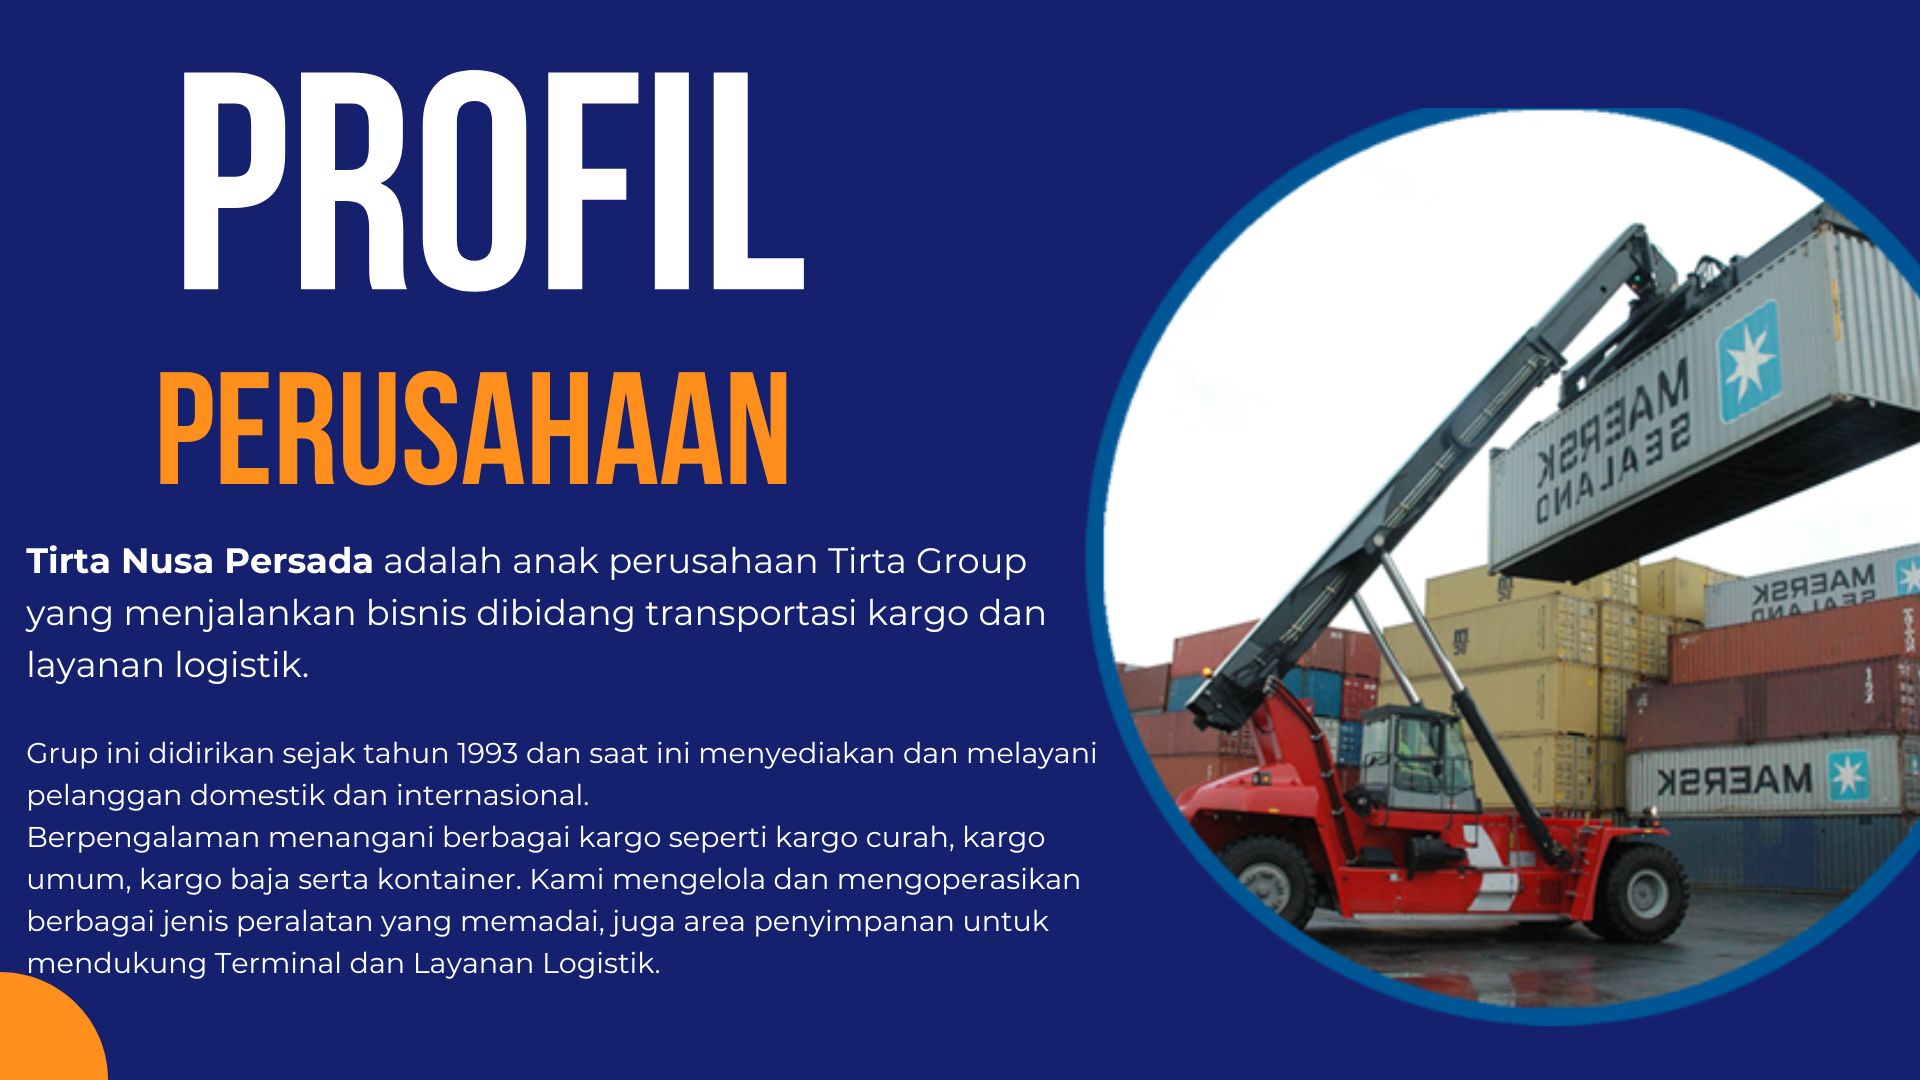 PROFIL
PERUSAHAAN
Tirta Nusa Persada adalah anak perusahaan Tirta Group
yang menjalankan bisnis dibidang transportasi kargo dan
layanan logistik.
Grup ini didirikan sejak tahun 1993 dan saat ini menyediakan dan melayani
pelanggan domestik dan internasional.
Berpengalaman menangani berbagai kargo seperti kargo curah, kargo
umum, kargo baja serta kontainer. Kami mengelola dan mengoperasikan
berbagai jenis peralatan yang memadai, juga area penyimpanan untuk
mendukung Terminal dan Layanan Logistik.
MAERSK
SEALAND
MAERSK
SEALAND
MAERSK